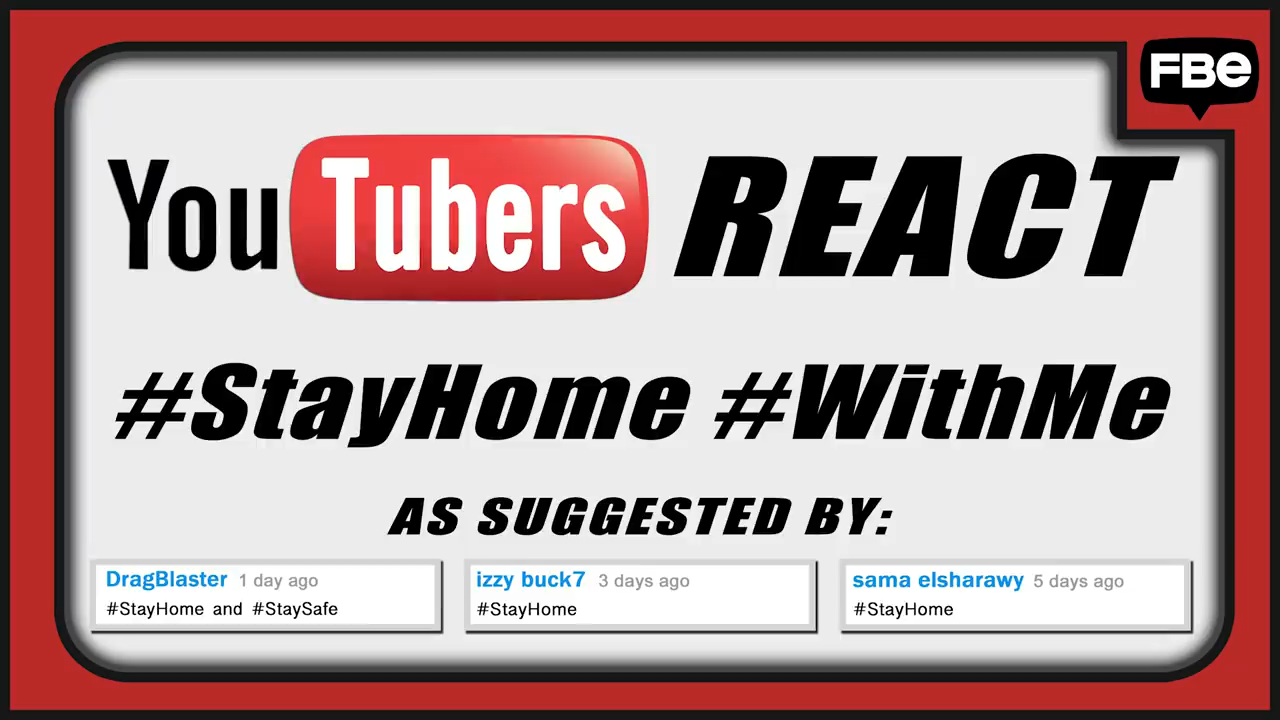 FBE
YouTubers REACT
#StayHome #WithMe
AS SUGGESTED BY:
DragBlaster 1 day ago
#StayHome and #StaySafe
izzy buck7 3 days ago
#StayHome
sama elsharawy 5 days ago
#StayHome